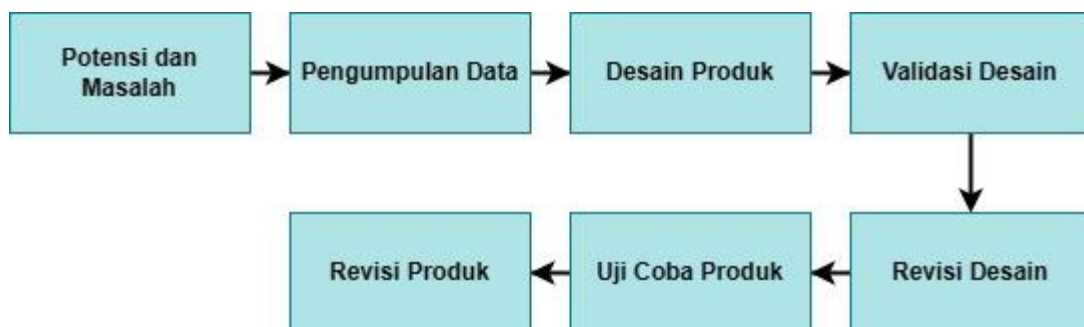 Potensi dan
Masalah
Pengumpulan Data
Desain Produk
Validasi Desain
Revisi Desain
Uji Coba Produk
Revisi Produk